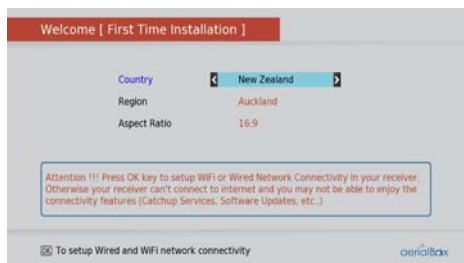 Welcome [ First Time Installation ]
Country New Zealand
Region Auckland
Aspect Ratio 16:9
Attention !!! Press OK key to setup WiFi or Wired Network Connectivity in your receiver.
Otherwise your receiver can't connect to internet and you may not be able to enjoy the
connectivity features (Catchup Services, Software Updates, etc.,)
OK To setup Wired and WiFi network connectivity
aerialBox